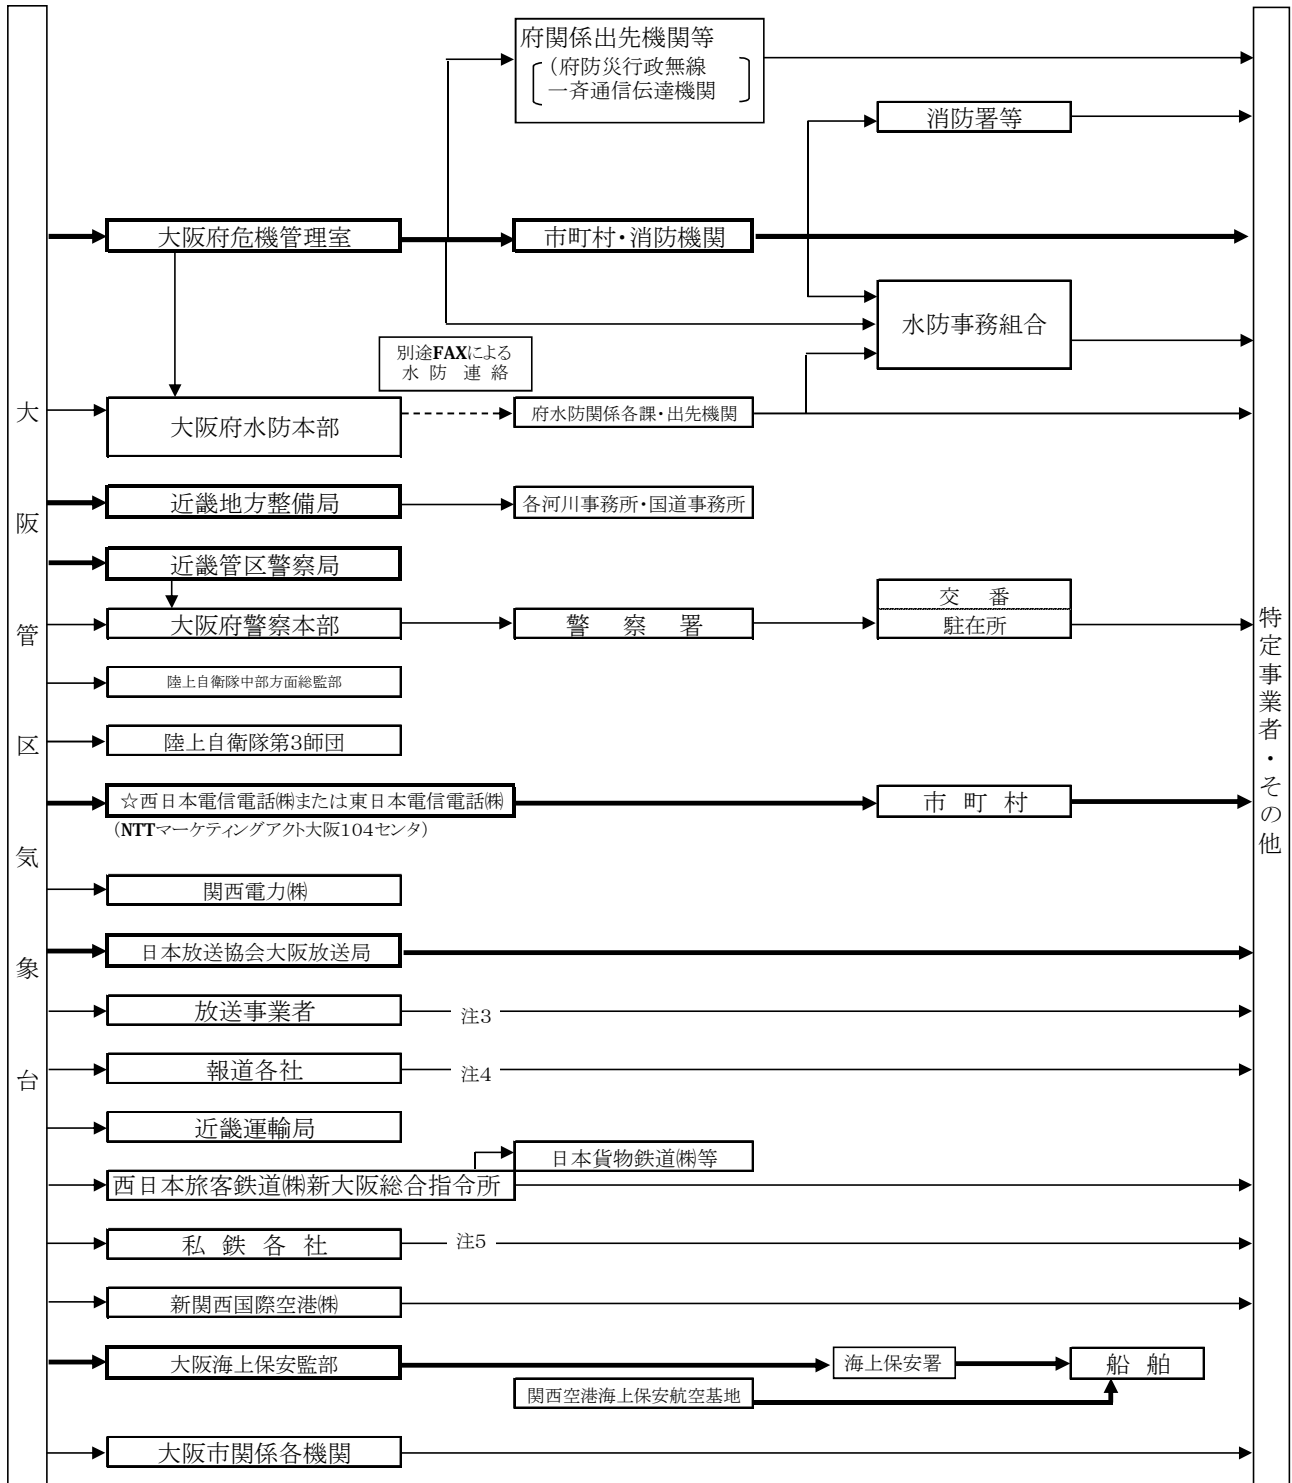 大阪管区気象台
府関係出先機関等
(府防災行政無線
一斉通信伝達機関
消防署等
大阪府危機管理室
市町村・消防機関
水防事務組合
別途FAXによる
水防連絡
大阪府水防本部
府水防関係各課・出先機関
近畿地方整備局
各河川事務所・国道事務所
近畿管区警察局
交番
大阪府警察本部
警察署
駐在所
陸上自衛隊中部方面総監部
陸上自衛隊第3師団
☆西日本電信電話㈱または東日本電信電話㈱
市町村
(NTTマーケティングアクト大阪104センタ)
関西電力㈱
日本放送協会大阪放送局
放送事業者
注3
報道各社
注4
近畿運輸局
日本貨物鉄道㈱等
西日本旅客鉄道㈱新大阪総合指令所
私鉄各社
注5
新関西国際空港㈱
大阪海上保安監部
海上保安署
船舶
関西空港海上保安航空基地
大阪市関係各機関
特定事業者・その他